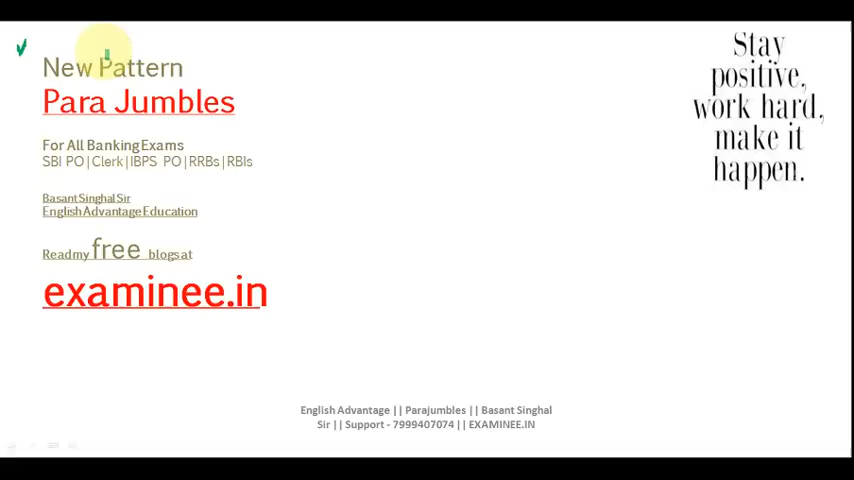 New Pattern
Para Jumbles
For All Banking Exams
SBI PO|Clerk|IBPS PO|RRBs|RBIs
Basant Singhal Sir
English Advantage Education
Read my free blogs at
examinee.in
Stay
positive,
work hard,
make it
happen.
English Advantage || Parajumbles || Basant Singhal
Sir || Support - 7999407074 || EXAMINEE.IN